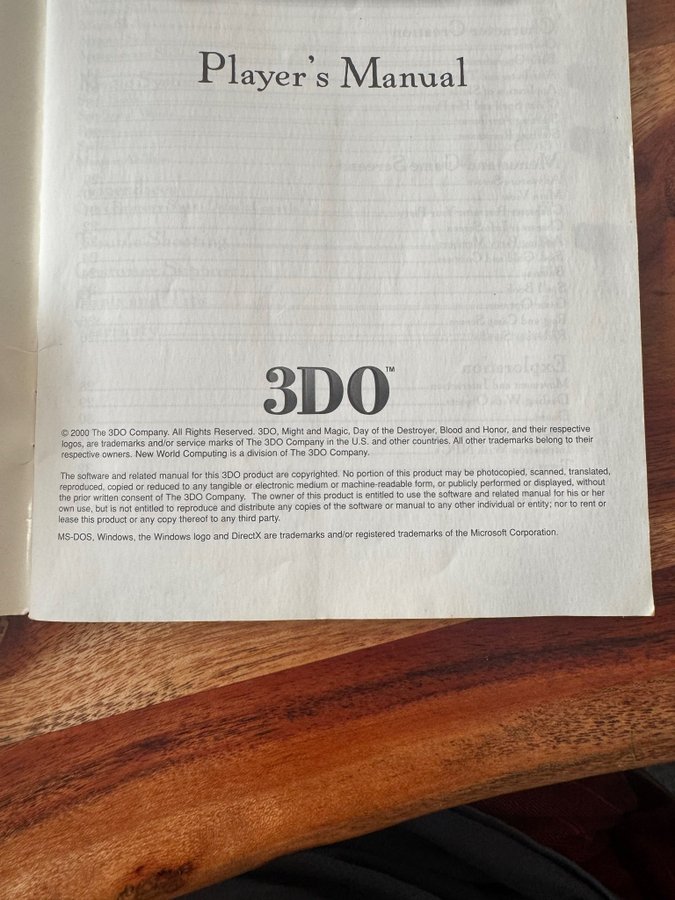 Player's Manual
3DO™
© 2000 The 3DO Company. All Rights Reserved. 3DO, Might and Magic, Day of the Destroyer, Blood and Honor, and their respective
logos, are trademarks and/or service marks of The 3DO Company in the U.S. and other countries. All other trademarks belong to their
respective owners. New World Computing is a division of The 3DO Company.
The software and related manual for this 3DO product are copyrighted. No portion of this product may be photocopied, scanned, translated,
reproduced, copied or reduced to any tangible or electronic medium or machine-readable form, or publicly performed or displayed, without
the prior written consent of The 3DO Company. The owner of this product is entitled to use the software and related manual for his or her
own use, but is not entitled to reproduce and distribute any copies of the software or manual to any other individual or entity; nor to rent or
lease this product or any copy thereof to any third party.
MS-DOS, Windows, the Windows logo and DirectX are trademarks and/or registered trademarks of the Microsoft Corporation.